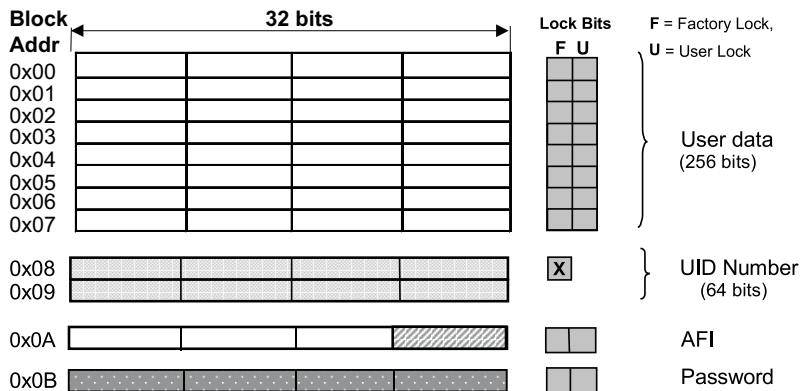 Block Addr
32 bits
Lock Bits
F U
F = Factory Lock,
U = User Lock
0x00
0x01
0x02
0x03
0x04
0x05
0x06
0x07
User data
(256 bits)
0x08
0x09
X
UID Number
(64 bits)
0x0A
AFI
0x0B
Password